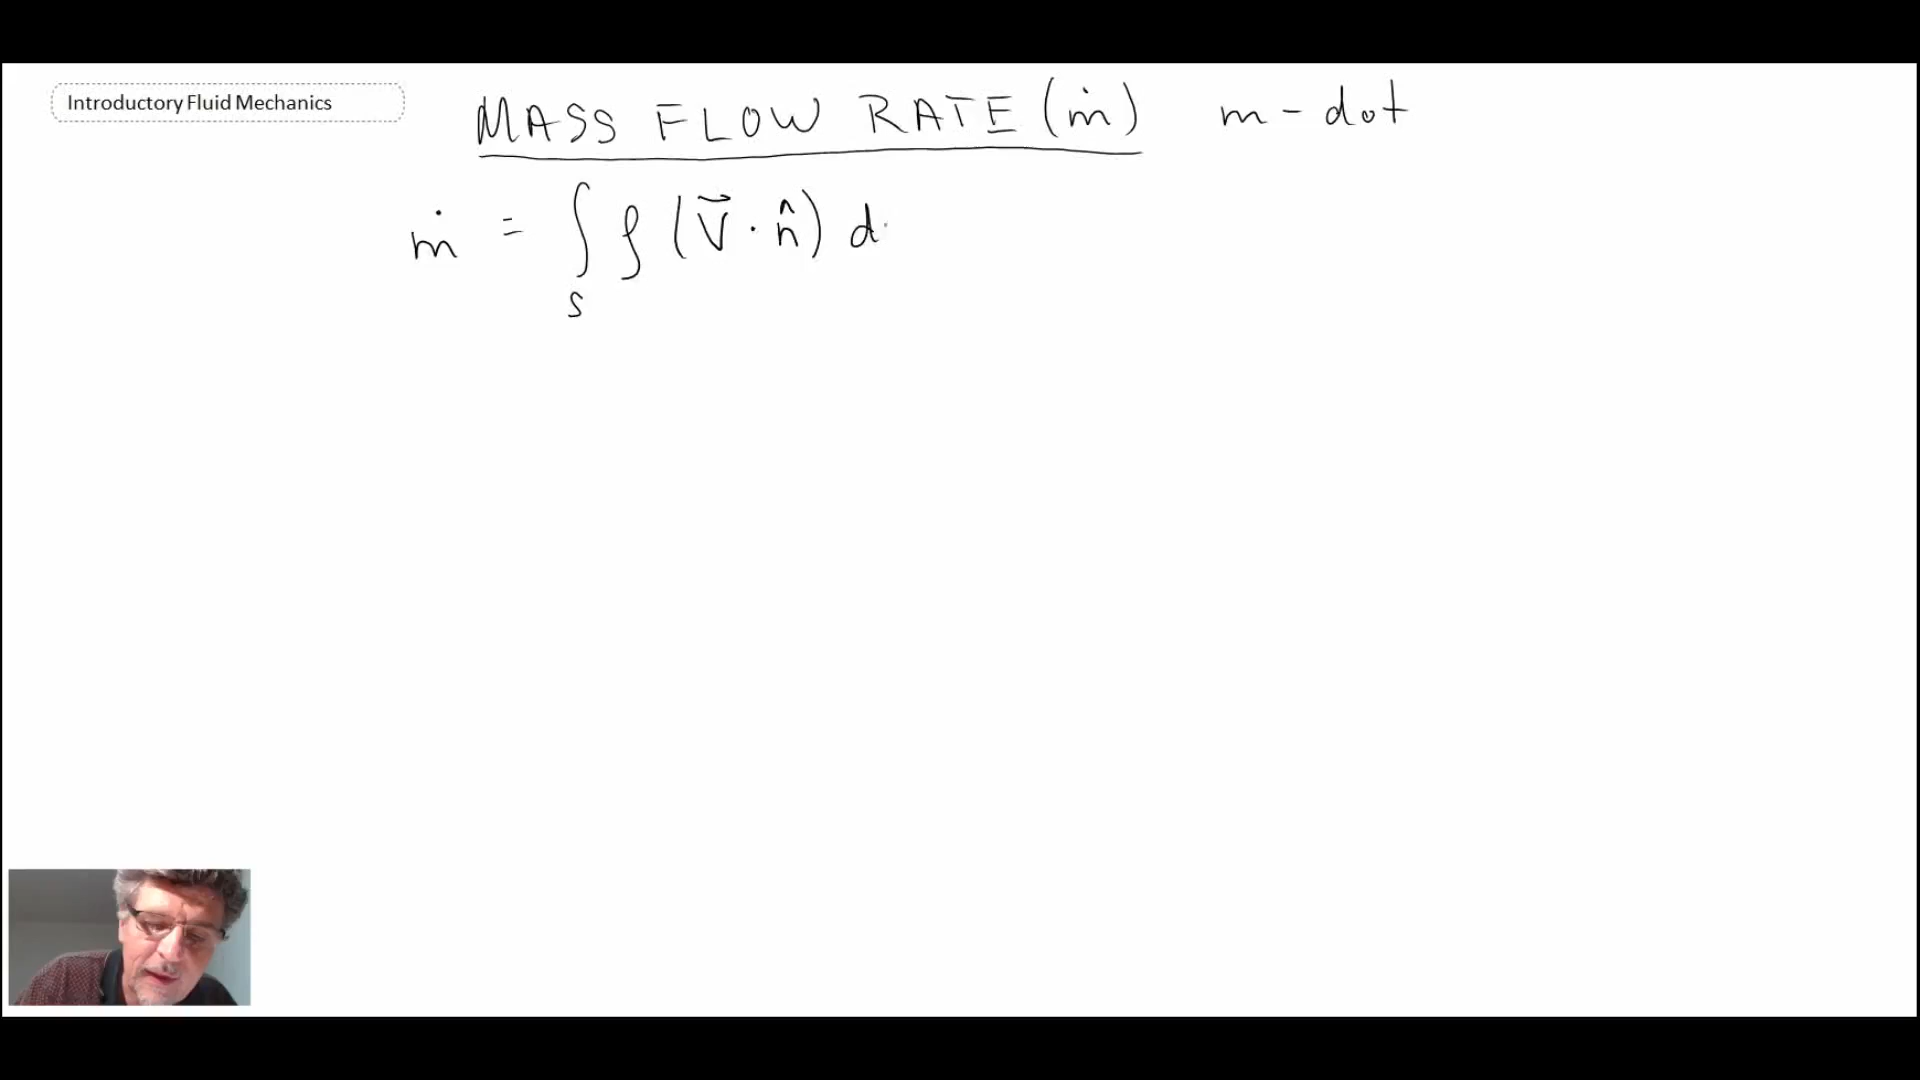 Introductory Fluid Mechanics
MASS FLOW RATE (ṁ) m - dot
ṁ = ∫ ρ (V⃗ · n̂) d
S